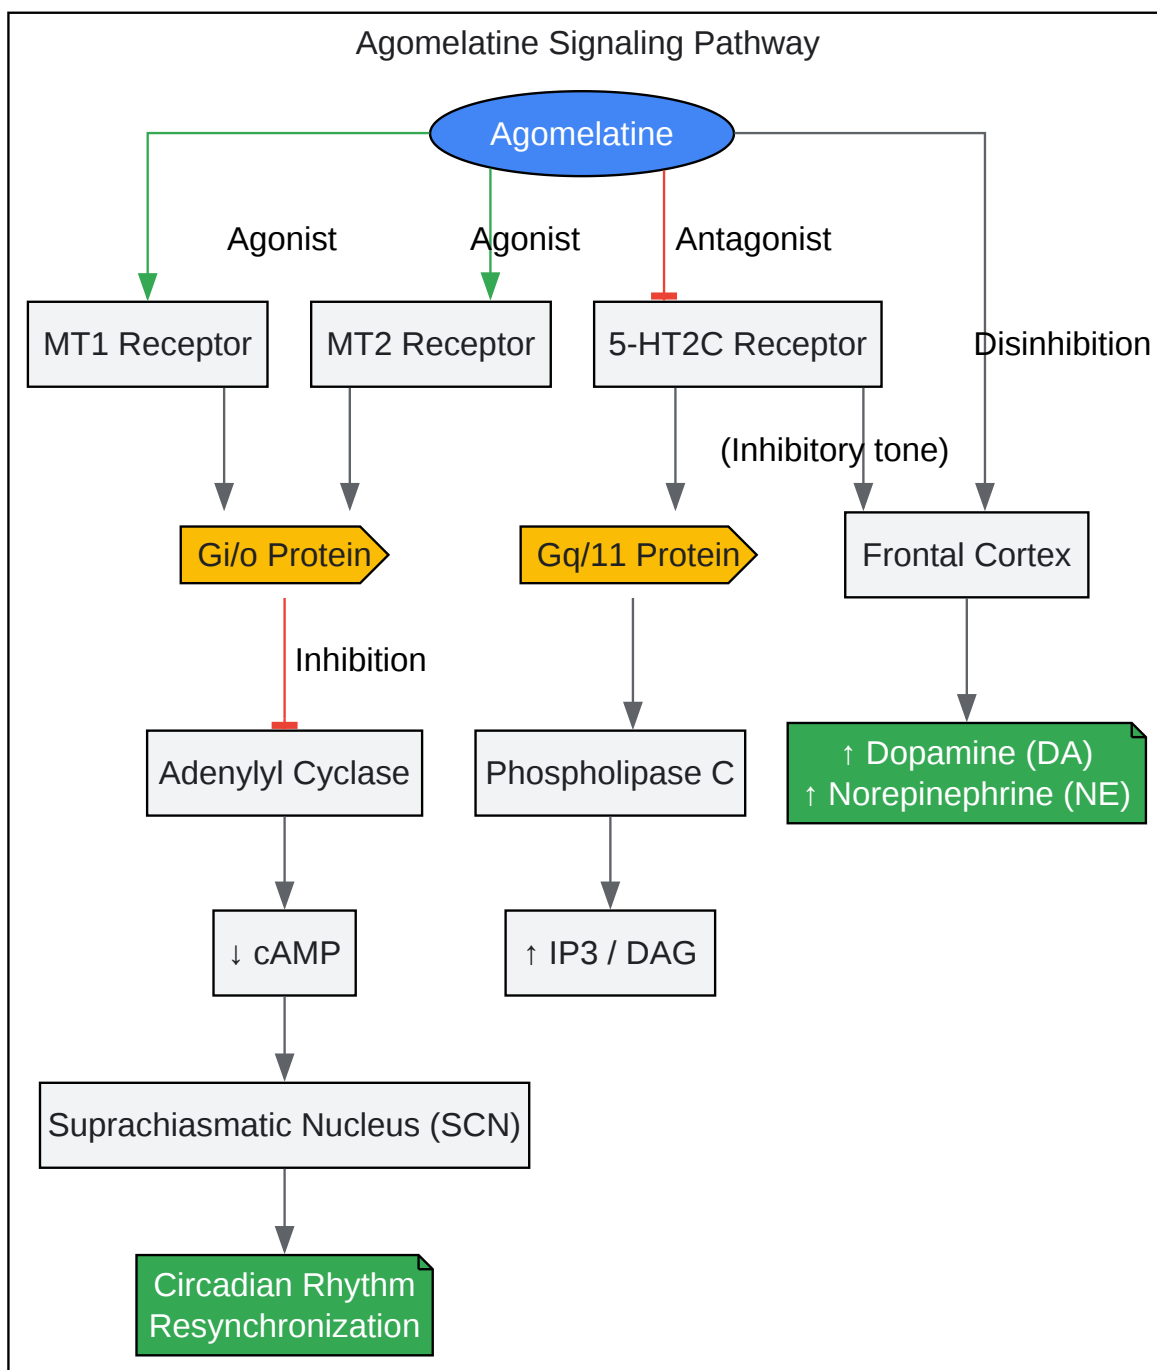 Agomelatine Signaling Pathway
Agomelatine
Agonist
Agonist
Antagonist
MT1 Receptor
MT2 Receptor
5-HT2C Receptor
Disinhibition
(Inhibitory tone)
Gi/o Protein
Gq/11 Protein
Frontal Cortex
Inhibition
Adenylyl Cyclase
Phospholipase C
↑ Dopamine (DA)
↑ Norepinephrine (NE)
↓ cAMP
↑ IP3 / DAG
Suprachiasmatic Nucleus (SCN)
Circadian Rhythm
Resynchronization